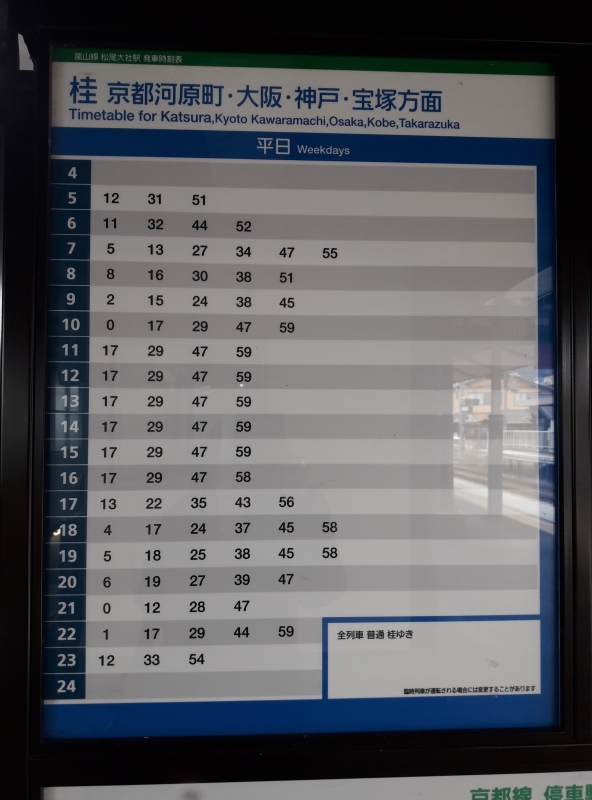 嵐山線 松尾大社駅 発車時刻表
桂 京都河原町・大阪・神戸・宝塚方面
Timetable for Katsura,Kyoto Kawaramachi,Osaka,Kobe,Takarazuka
平日 Weekdays
4
5 12 31 51
6 11 32 44 52
7 5 13 27 34 47 55
8 8 16 30 38 51
9 2 15 24 38 45
10 0 17 29 47 59
11 17 29 47 59
12 17 29 47 59
13 17 29 47 59
14 17 29 47 59
15 17 29 47 59
16 17 29 47 58
17 13 22 35 43 56
18 4 17 24 37 45 58
19 5 18 25 38 45 58
20 6 19 27 39 47
21 0 12 28 47
22 1 17 29 44 59
23 12 33 54
24
全列車 普通 桂ゆき
臨時列車が運転される場合には変更することがあります
京都線 停車駅